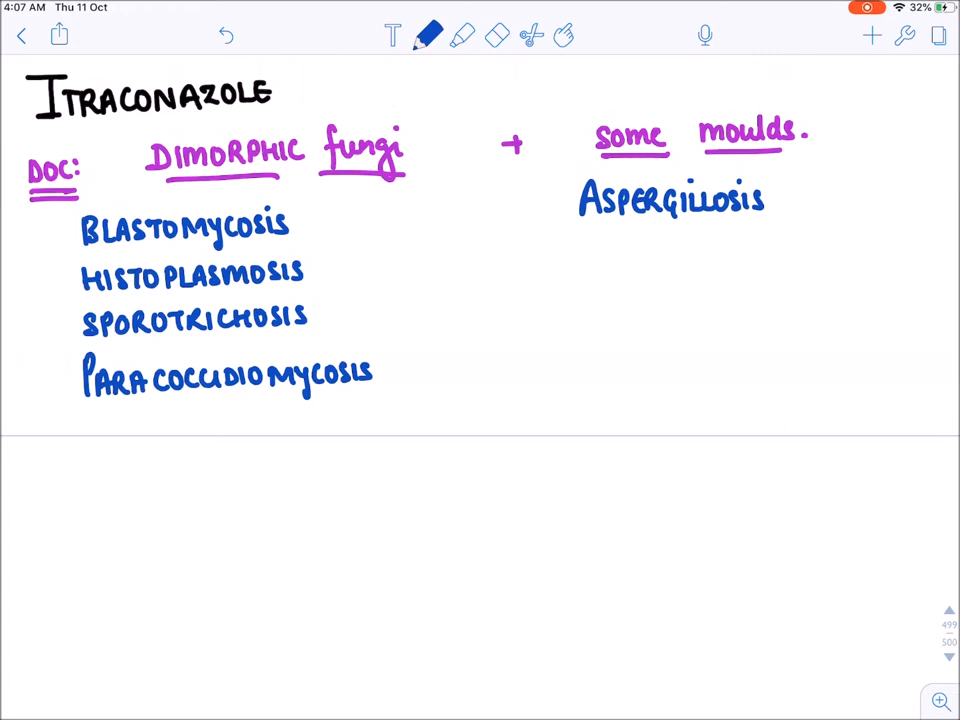 4:07 AM Thu 11 Oct 32%
T
ITRACONAZOLE
DOC: DIMORPHIC fungi + some moulds.
BLASTOMYCOSIS
ASPERGILLOSIS
HISTOPLASMOSIS
SPOROTRICHOSIS
PARACOCCIDIOMYCOSIS
499
500